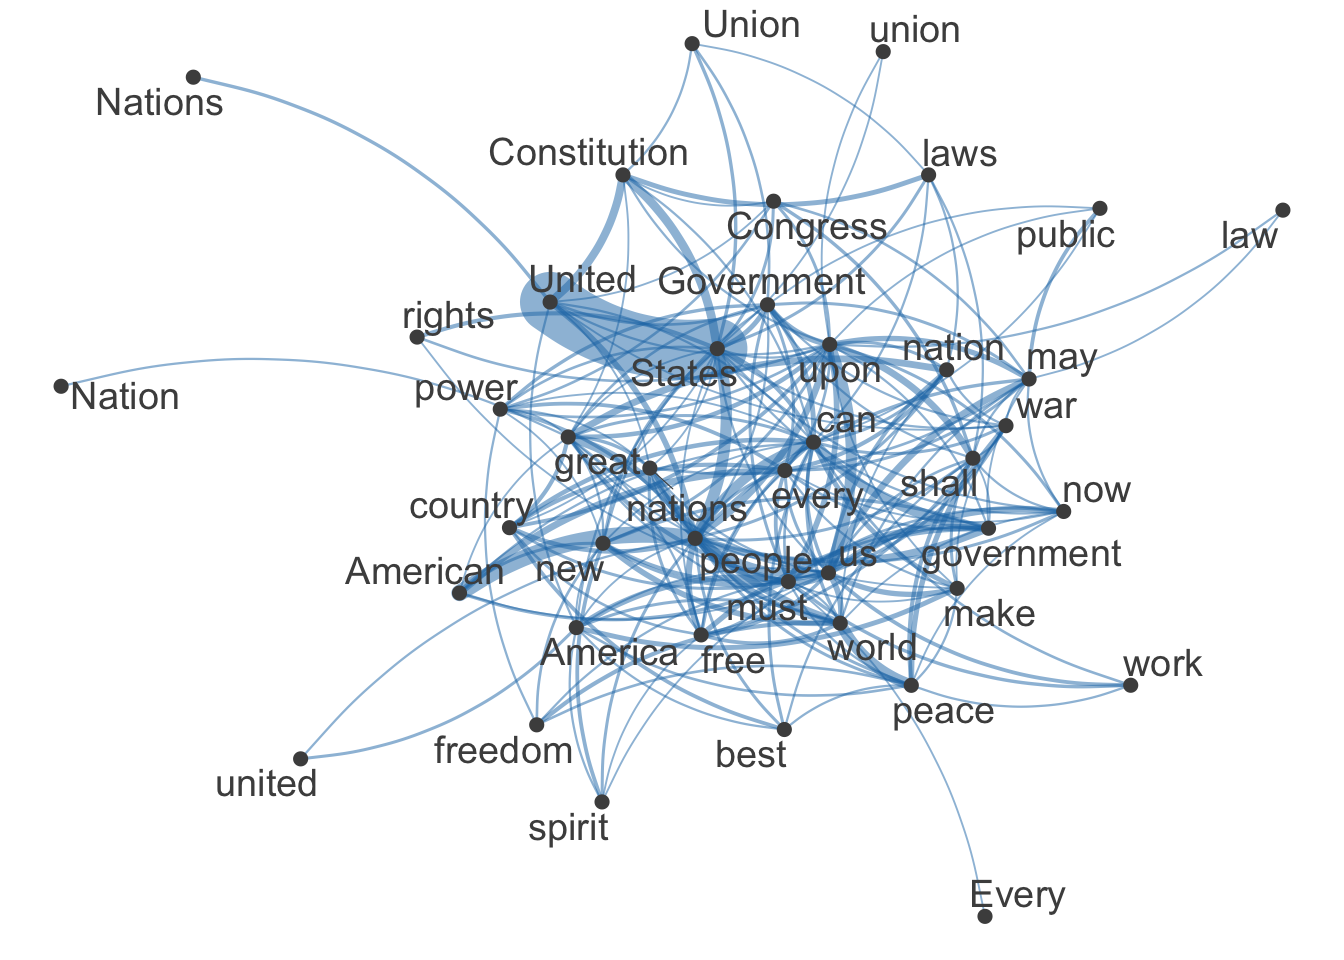 Union
union
Nations
Constitution
laws
Congress
public
law
United
Government
rights
States
upon
nation
may
power
Nation
war
can
great
shall
now
country
nations
every
American
new
people
us
government
must
make
America
free
world
work
peace
freedom
best
united
spirit
Every